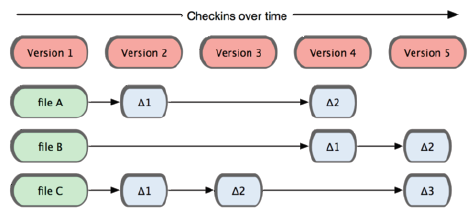 Checkins over time
Version 1 Version 2 Version 3 Version 4 Version 5
file A Δ1 Δ2
file B Δ1 Δ2
file C Δ1 Δ2 Δ3